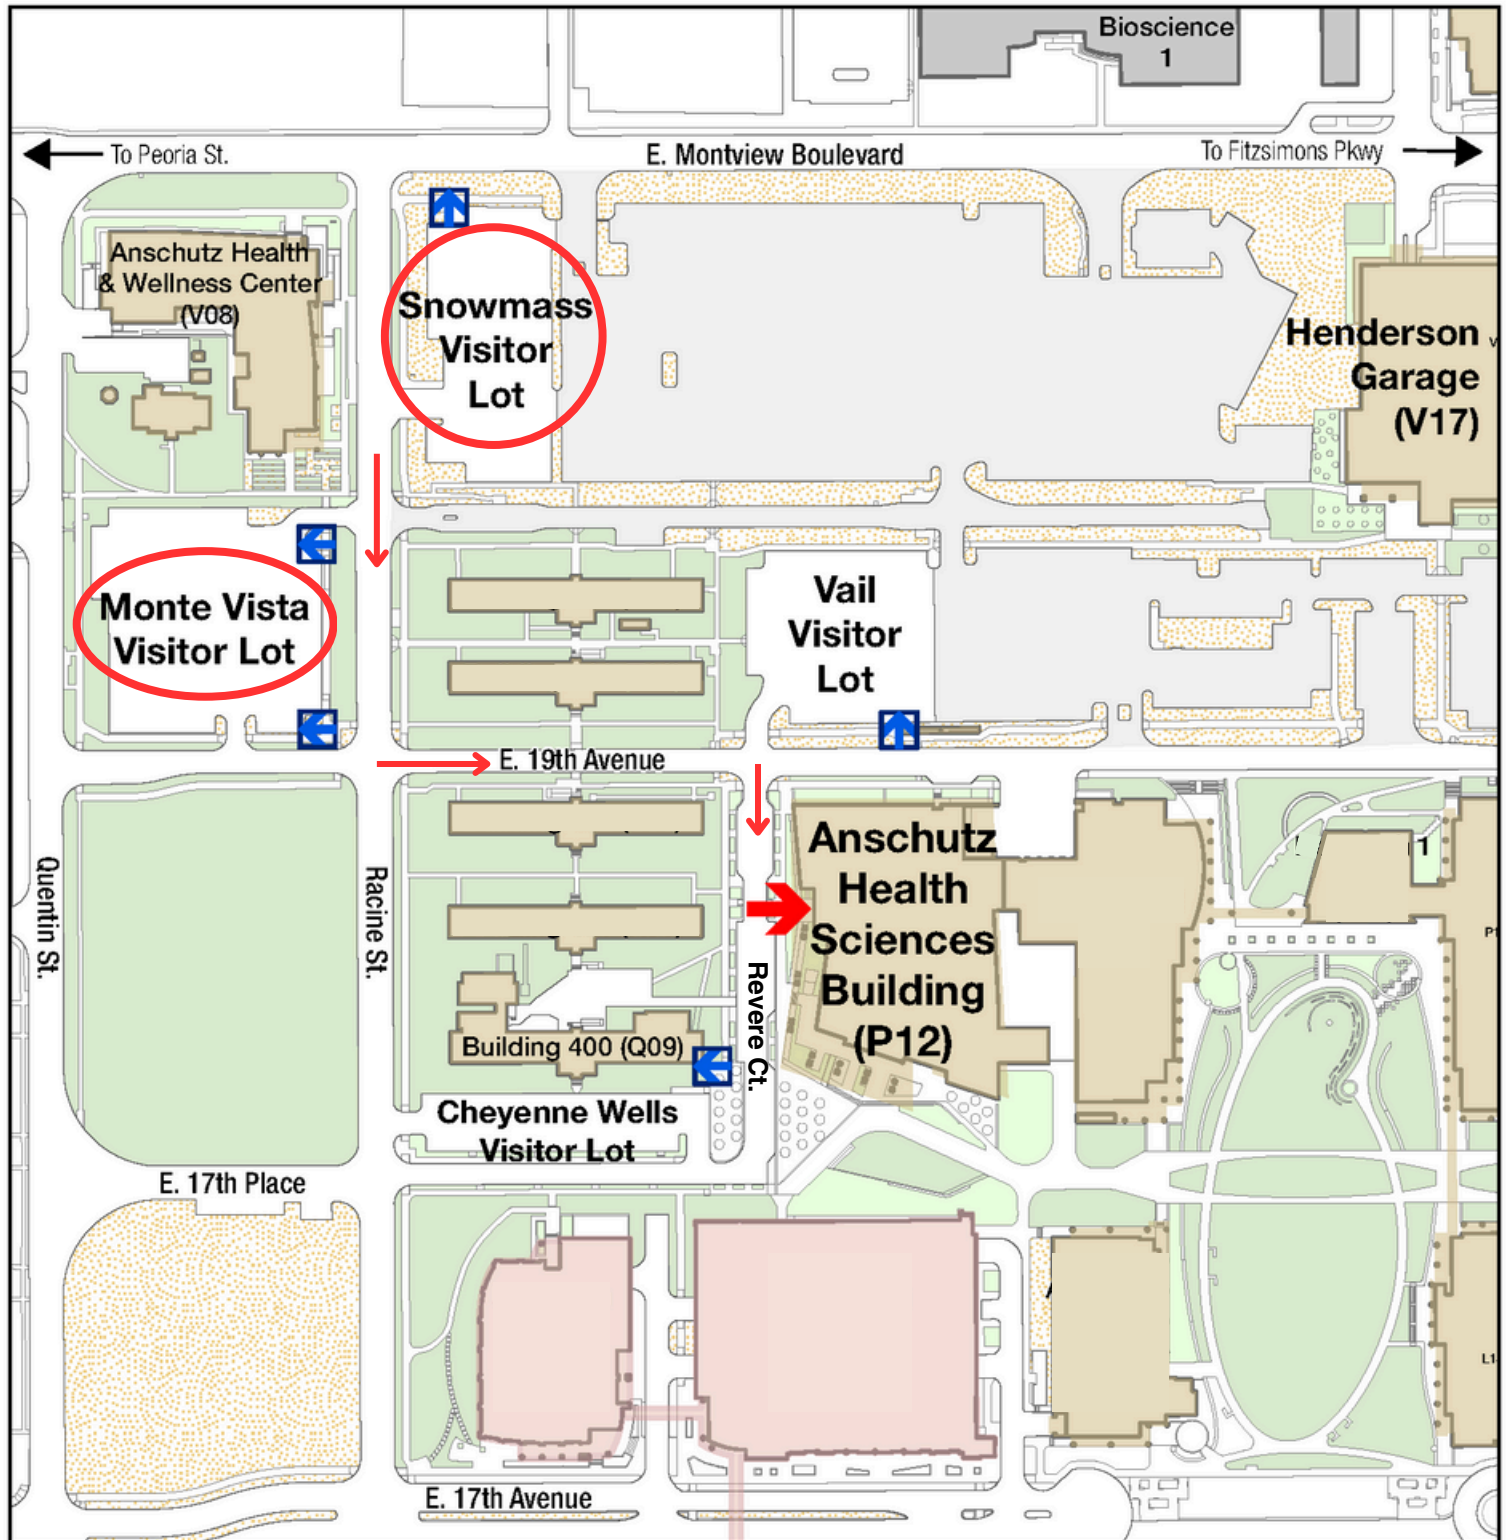 Bioscience
1
To Peoria St.
E. Montview Boulevard
To Fitzsimons Pkwy
Anschutz Health
& Wellness Center
(V08)
Snowmass
Visitor
Lot
Henderson
Garage
(V17)
Monte Vista
Visitor Lot
Vail
Visitor
Lot
E. 19th Avenue
Quentin St.
Racine St.
Anschutz
Health
Sciences
Building
(P12)
1
Revere Ct.
Building 400 (Q09)
Cheyenne Wells
Visitor Lot
E. 17th Place
E. 17th Avenue